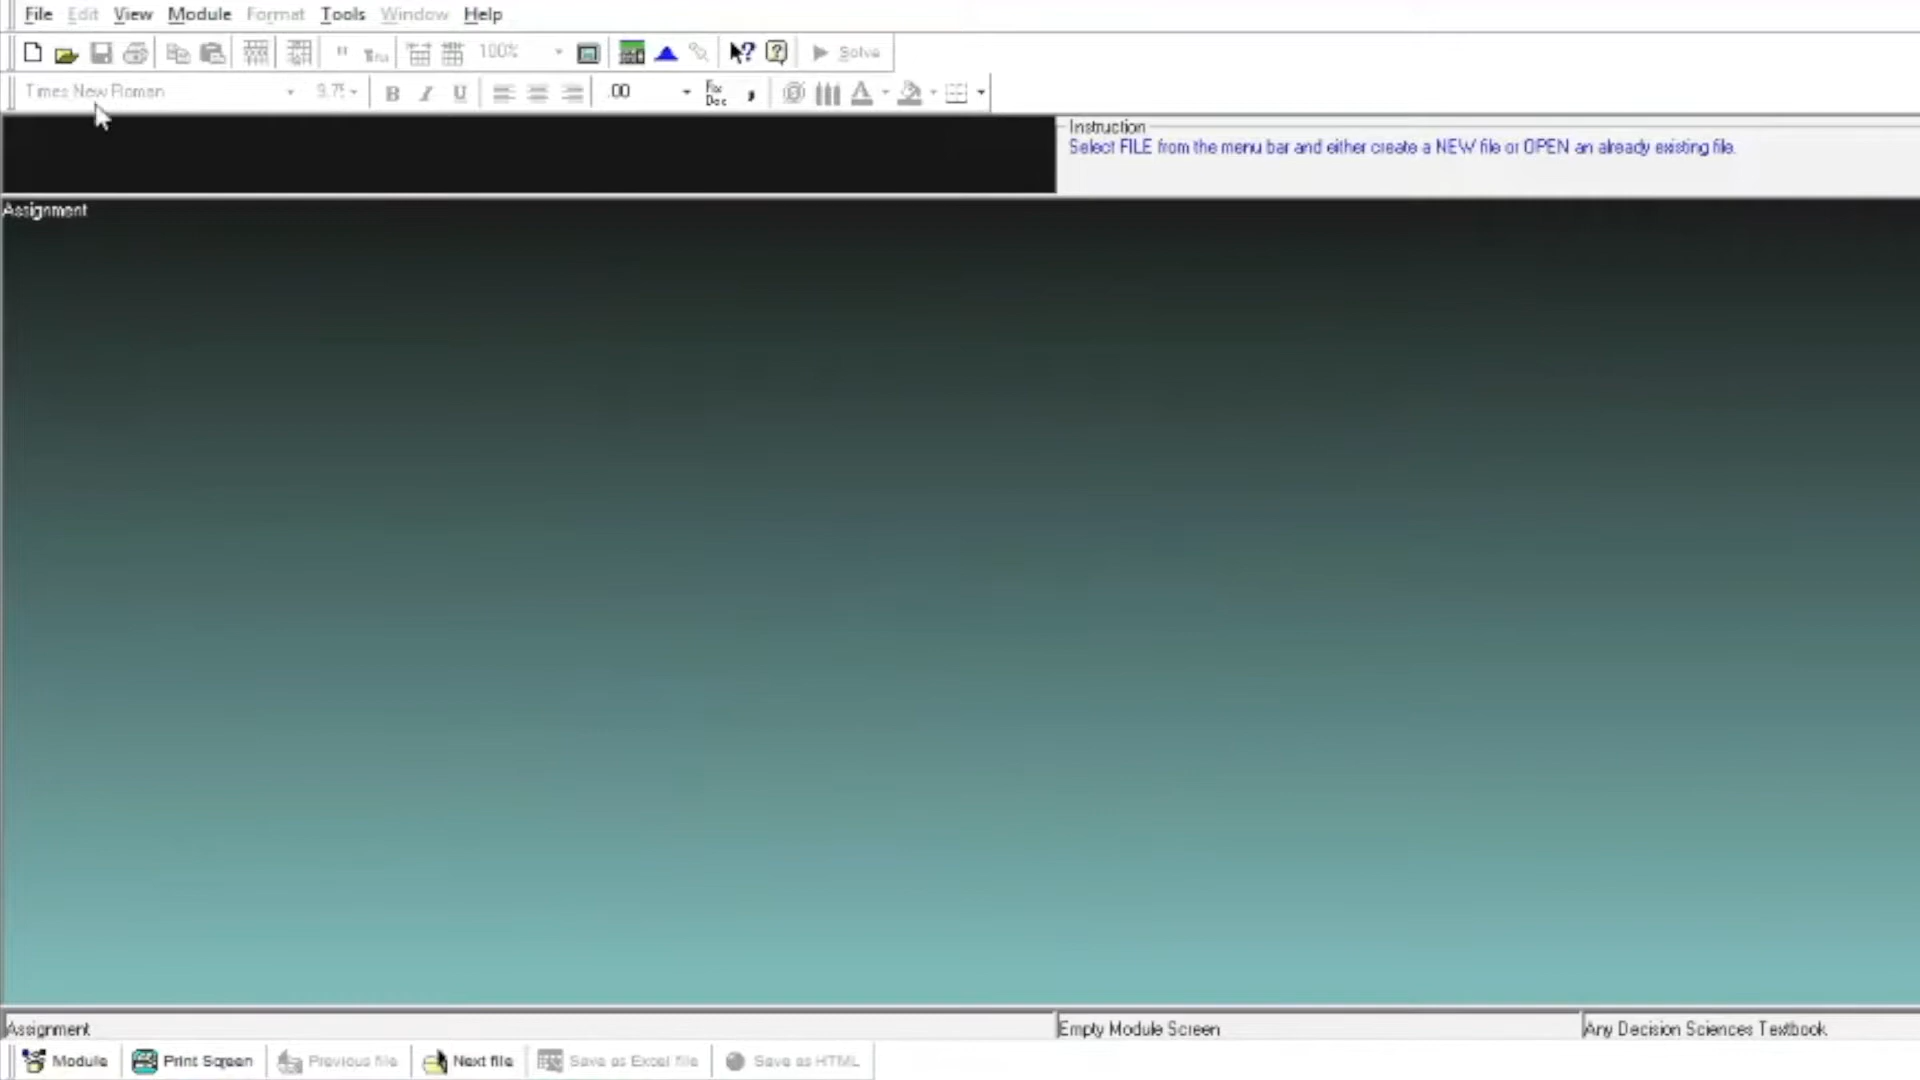 File Edit View Module Format Tools Window Help
100% Solve
Times New Roman 9.75 B I U .00 Fix Dec ,
Instruction
Select FILE from the menu bar and either create a NEW file or OPEN an already existing file.
Assignment
Assignment Empty Module Screen Any Decision Sciences Textbook
Module Print Screen Previous file Next file Save as Excel file Save as HTML